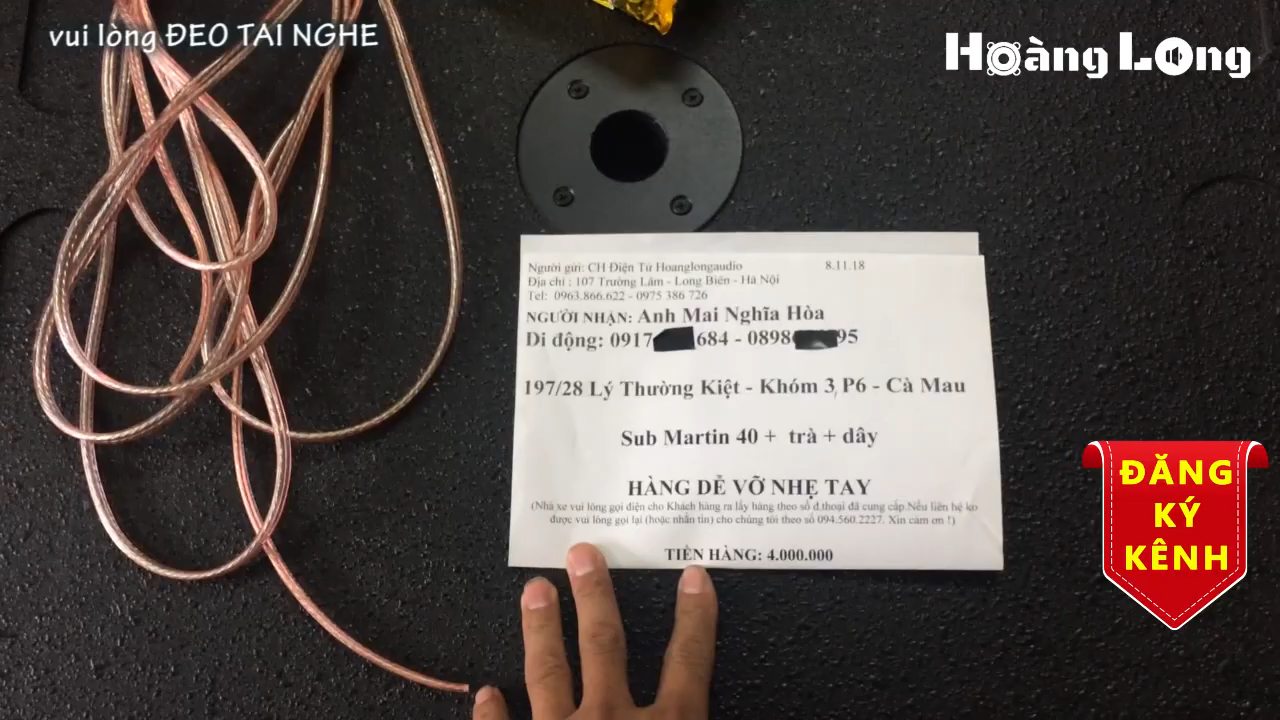 vui lòng ĐEO TAI NGHE
Hoàng Long
Người gửi: CH Điện Tử Hoanglongaudio 8.11.18
Địa chỉ : 107 Trường Lâm - Long Biên - Hà Nội
Tel: 0963.866.622 - 0975 386 726
NGƯỜI NHẬN: Anh Mai Nghĩa Hòa
Di động: 0917 684 - 0898 95
197/28 Lý Thường Kiệt - Khóm 3, P6 - Cà Mau
Sub Martin 40 + trà + dây
HÀNG DỄ VỠ NHẸ TAY
(Nhà xe vui lòng gọi điện cho Khách hàng ra lấy hàng theo số đ.thoại đã cung cấp.Nếu liên hệ ko
được vui lòng gọi lại (hoặc nhắn tin) cho chúng tôi theo số 094.560.2227. Xin cảm ơn !)
TIỀN HÀNG: 4.000.000
ĐĂNG
KÝ
KÊNH